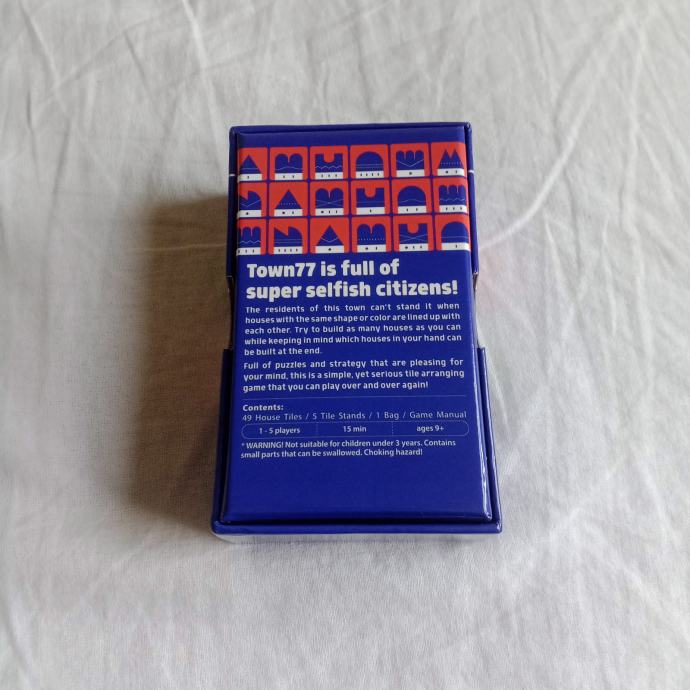 Town77 is full of
super selfish citizens!
The residents of this town can't stand it when
houses with the same shape or color are lined up with
each other. Try to build as many houses as you can
while keeping in mind which houses in your hand can
be built at the end.
Full of puzzles and strategy that are pleasing for
your mind, this is a simple, yet serious tile arranging
game that you can play over and over again!
Contents:
49 House Tiles / 5 Tile Stands / 1 Bag / Game Manual
1 - 5 players 15 min ages 9+
* WARNING! Not suitable for children under 3 years. Contains
small parts that can be swallowed. Choking hazard!